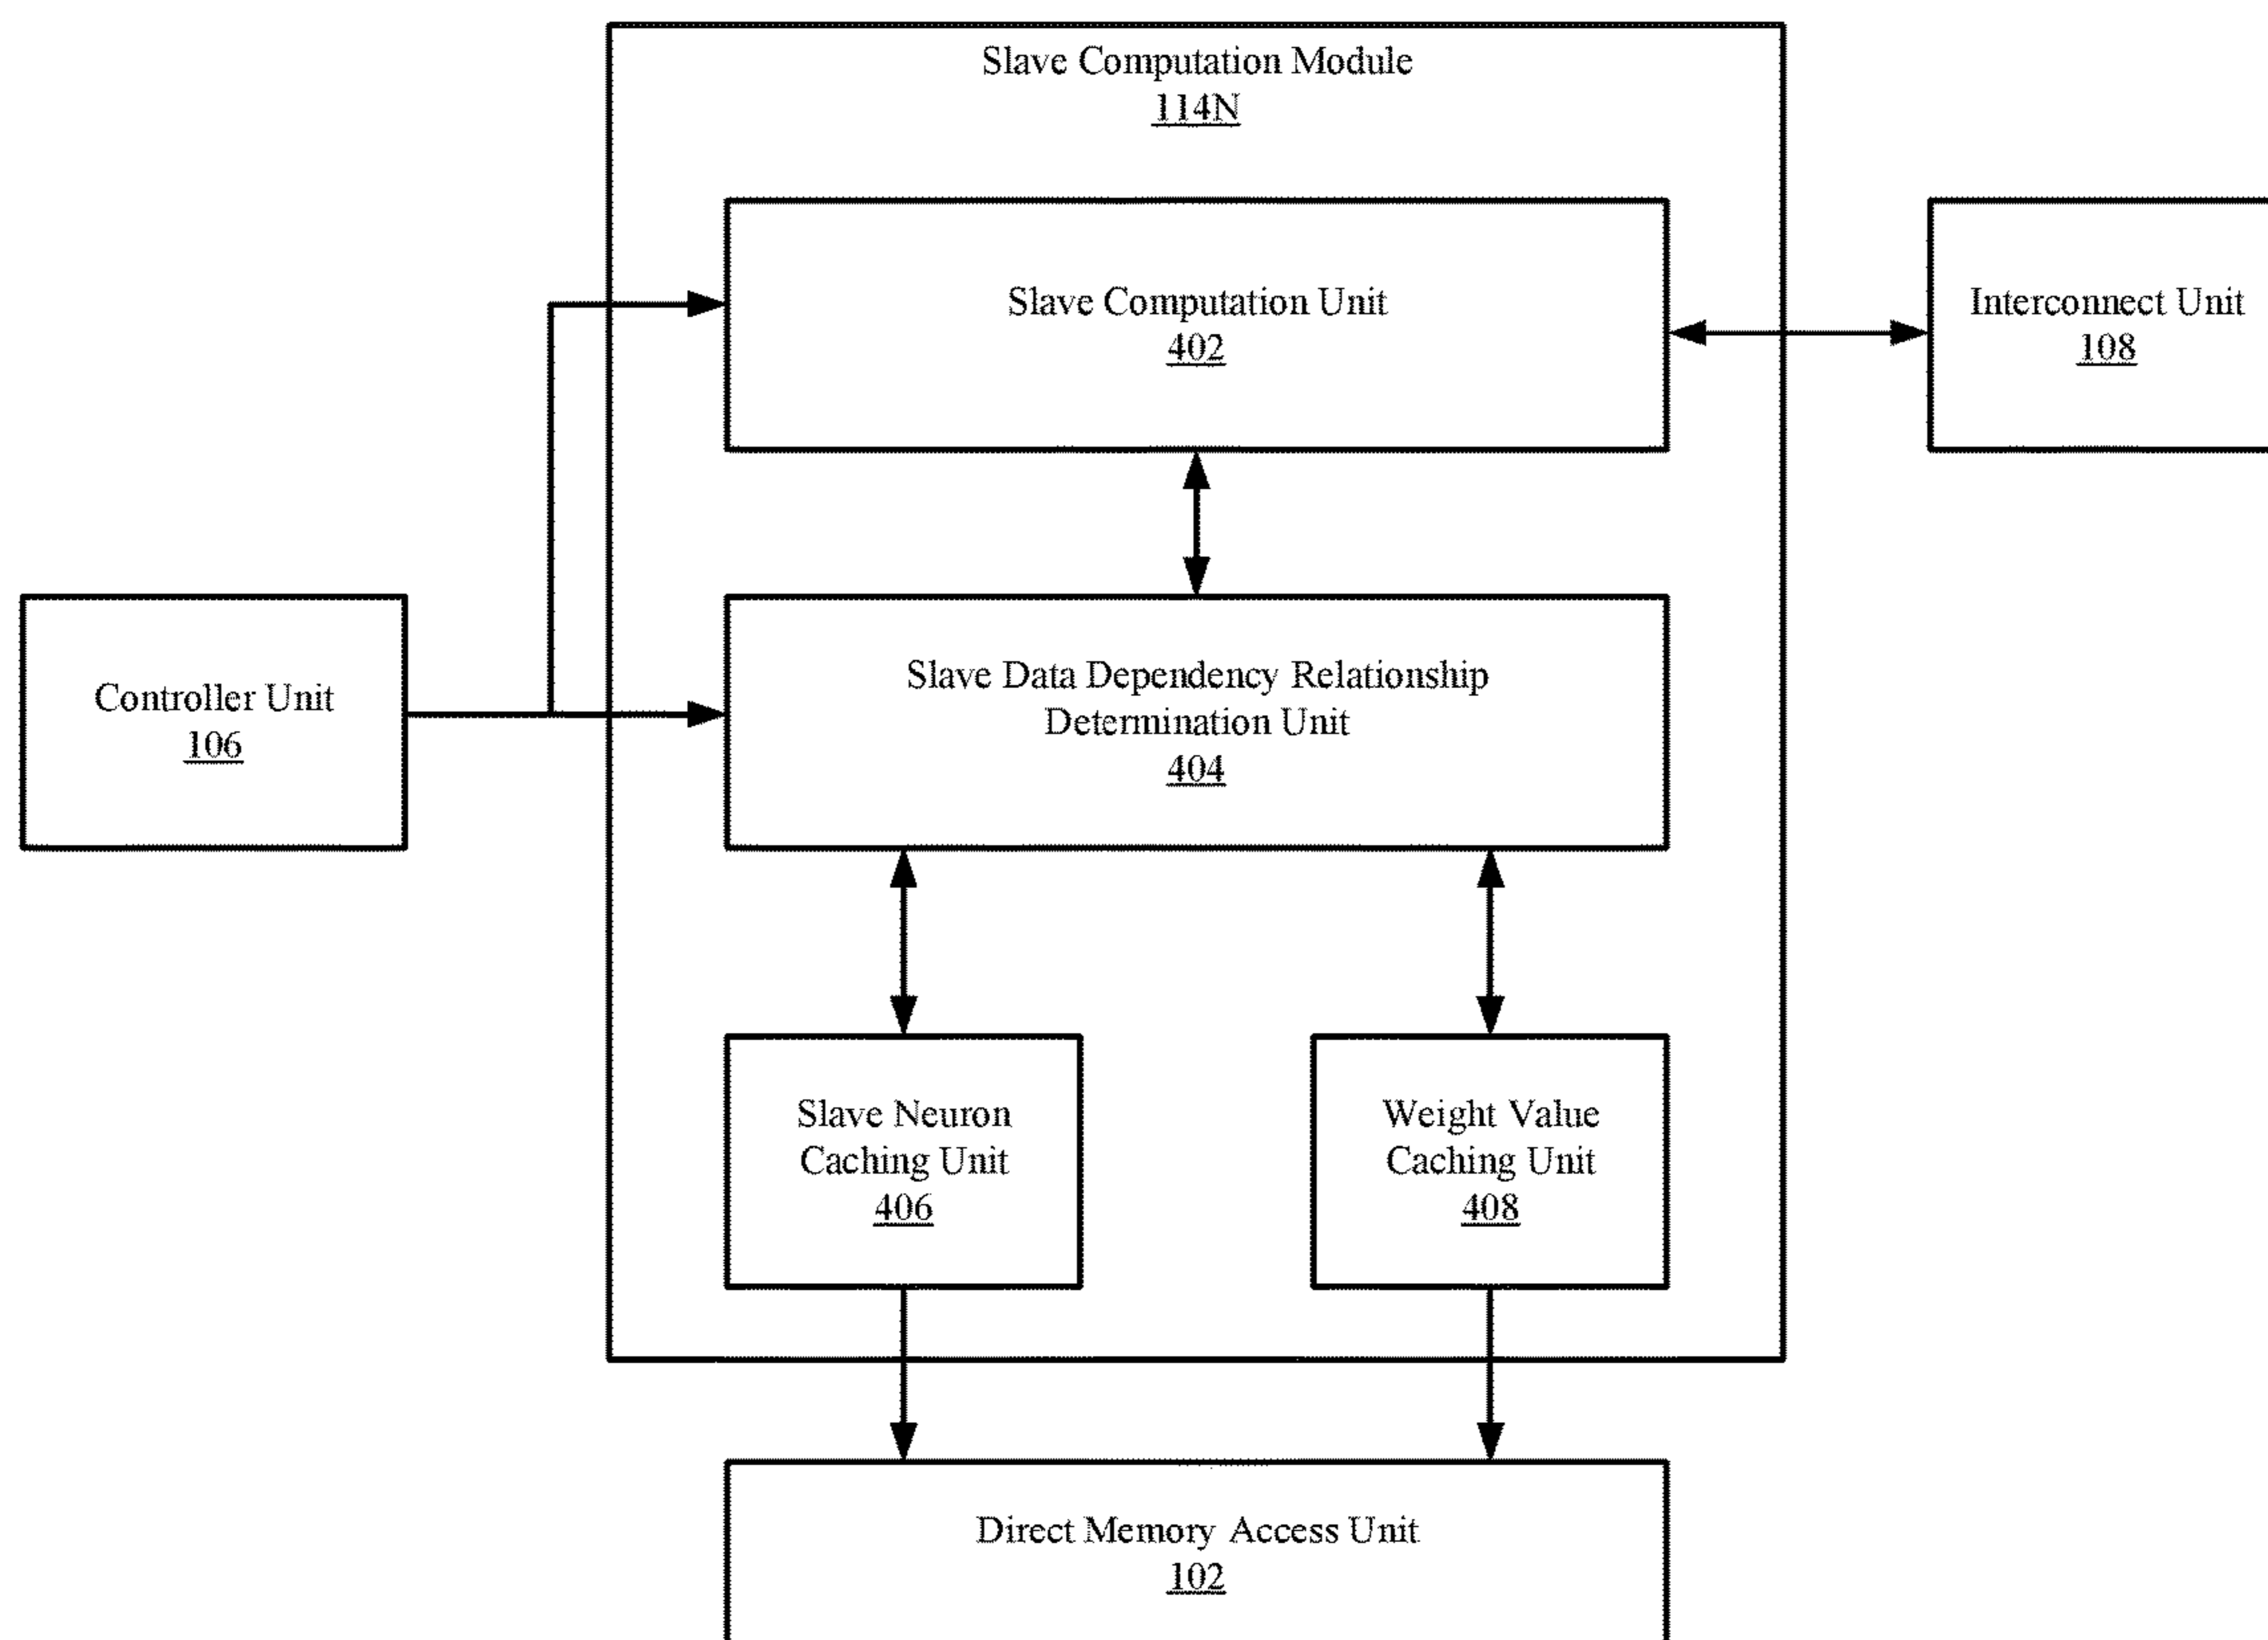 Slave Computation Module
114N
Slave Computation Unit
402
Interconnect Unit
108
Controller Unit
106
Slave Data Dependency Relationship
Determination Unit
404
Slave Neuron
Caching Unit
406
Weight Value
Caching Unit
408
Direct Memory Access Unit
102